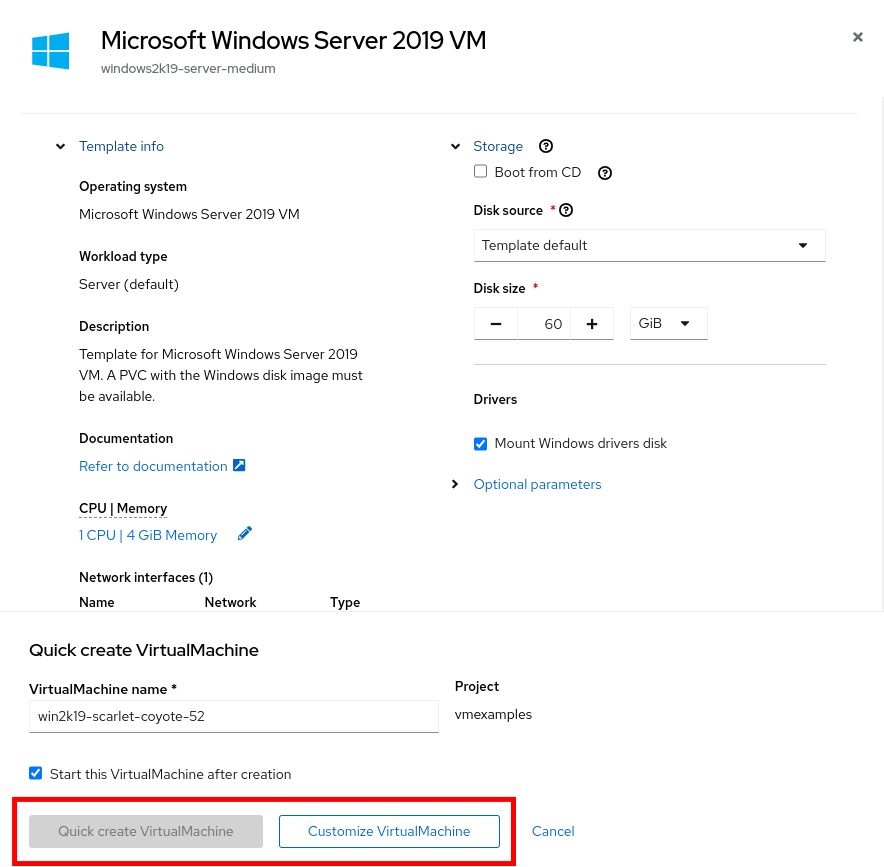 Microsoft Windows Server 2019 VM
windows2k19-server-medium
Template info
Operating system
Microsoft Windows Server 2019 VM
Workload type
Server (default)
Description
Template for Microsoft Windows Server 2019
VM. A PVC with the Windows disk image must
be available.
Documentation
Refer to documentation
CPU | Memory
1 CPU | 4 GiB Memory
Network interfaces (1)
Name Network Type
Storage
Boot from CD
Disk source *
Template default
Disk size *
60 GiB
Drivers
Mount Windows drivers disk
Optional parameters
Quick create VirtualMachine
VirtualMachine name *
win2k19-scarlet-coyote-52
Project
vmexamples
Start this VirtualMachine after creation
Quick create VirtualMachine Customize VirtualMachine Cancel